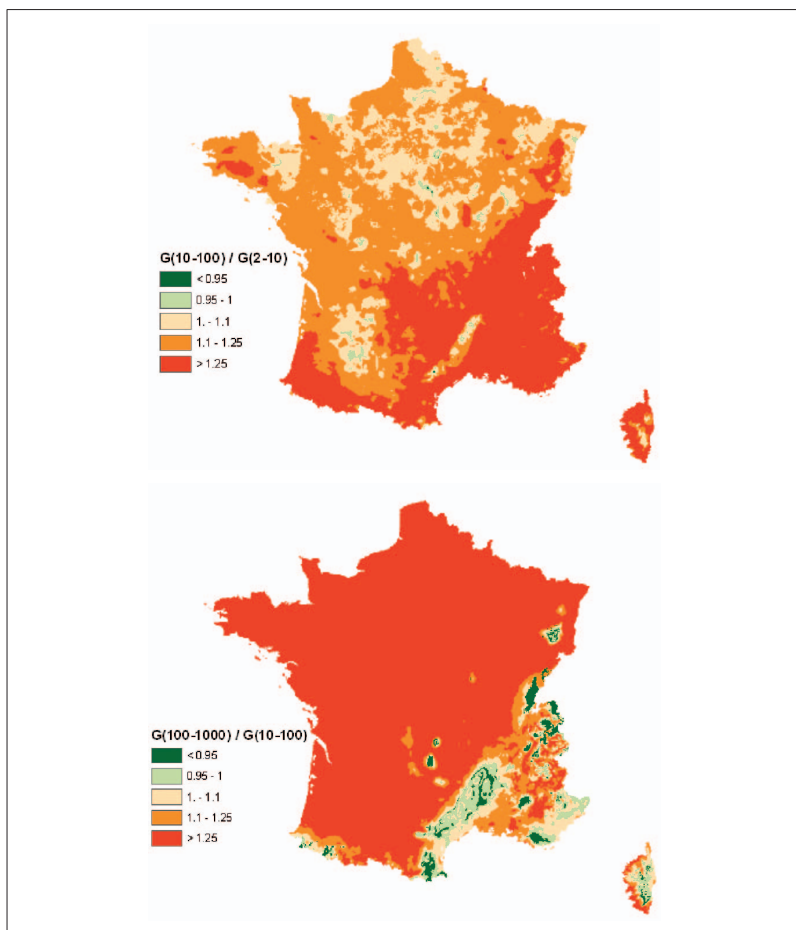 G(10-100) / G(2-10)
< 0.95
0.95 - 1
1. - 1.1
1.1 - 1.25
> 1.25
G(100-1000) / G(10-100)
< 0.95
0.95 - 1
1. - 1.1
1.1 - 1.25
> 1.25